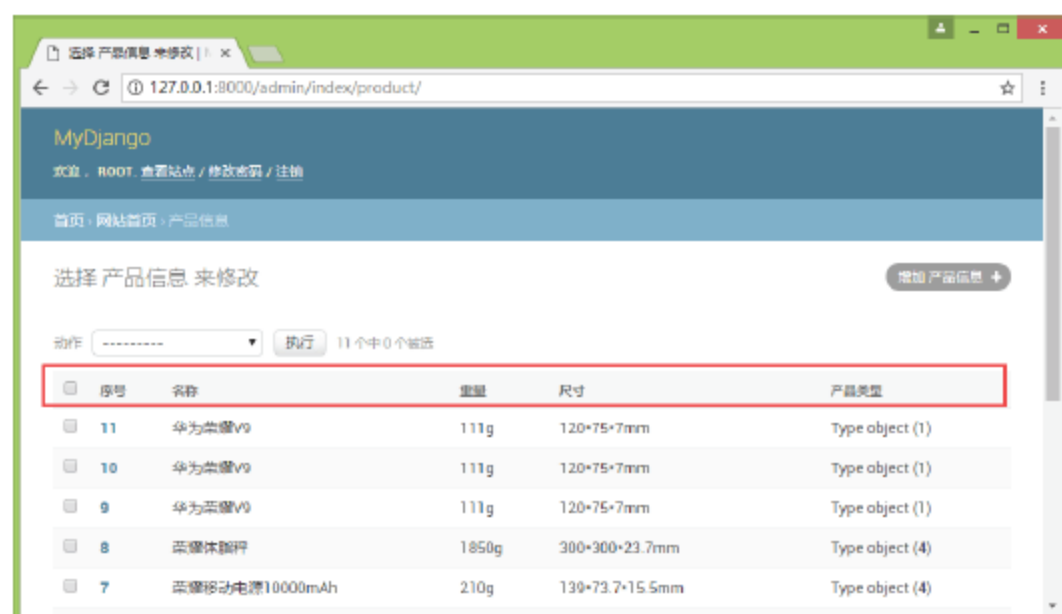 选择 产品信息 来修改 |
127.0.0.1:8000/admin/index/product/
MyDjango
欢迎，ROOT. 查看站点 / 修改密码 / 注销
首页 › 网站首页 › 产品信息
选择 产品信息 来修改
增加 产品信息 +
动作 --------- 执行 11 个中 0 个被选
序号 名称 重量 尺寸 产品类型
11 华为荣耀V9 111g 120*75*7mm Type object (1)
10 华为荣耀V9 111g 120*75*7mm Type object (1)
9 华为荣耀V9 111g 120*75*7mm Type object (1)
8 荣耀体脂秤 1850g 300*300*23.7mm Type object (4)
7 荣耀移动电源10000mAh 210g 139*73.7*15.5mm Type object (4)